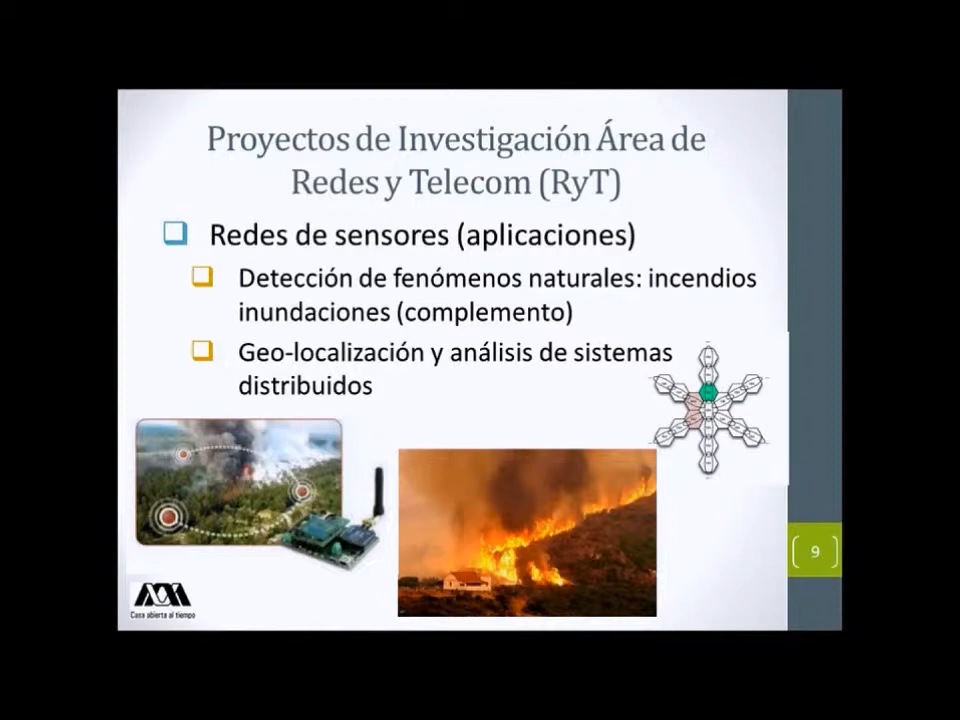 Proyectos de Investigación Área de
Redes y Telecom (RyT)
Redes de sensores (aplicaciones)
Detección de fenómenos naturales: incendios
inundaciones (complemento)
Geo-localización y análisis de sistemas
distribuidos
9
Casa abierta al tiempo